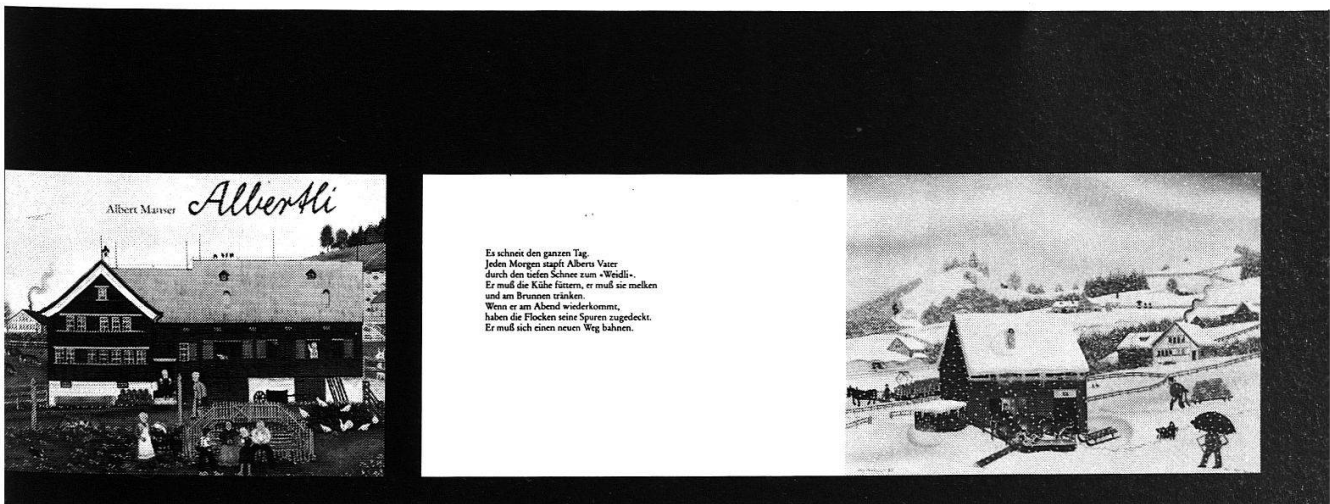 Albert Manser Albertli
Es schneit den ganzen Tag.
Jeden Morgen stapft Alberts Vater
durch den tiefen Schnee zum «Weidli».
Er muß die Kühe füttern, er muß sie melken
und am Brunnen tränken.
Wenn er am Abend wiederkommt,
haben die Flocken seine Spuren zugedeckt.
Er muß sich einen neuen Weg bahnen.